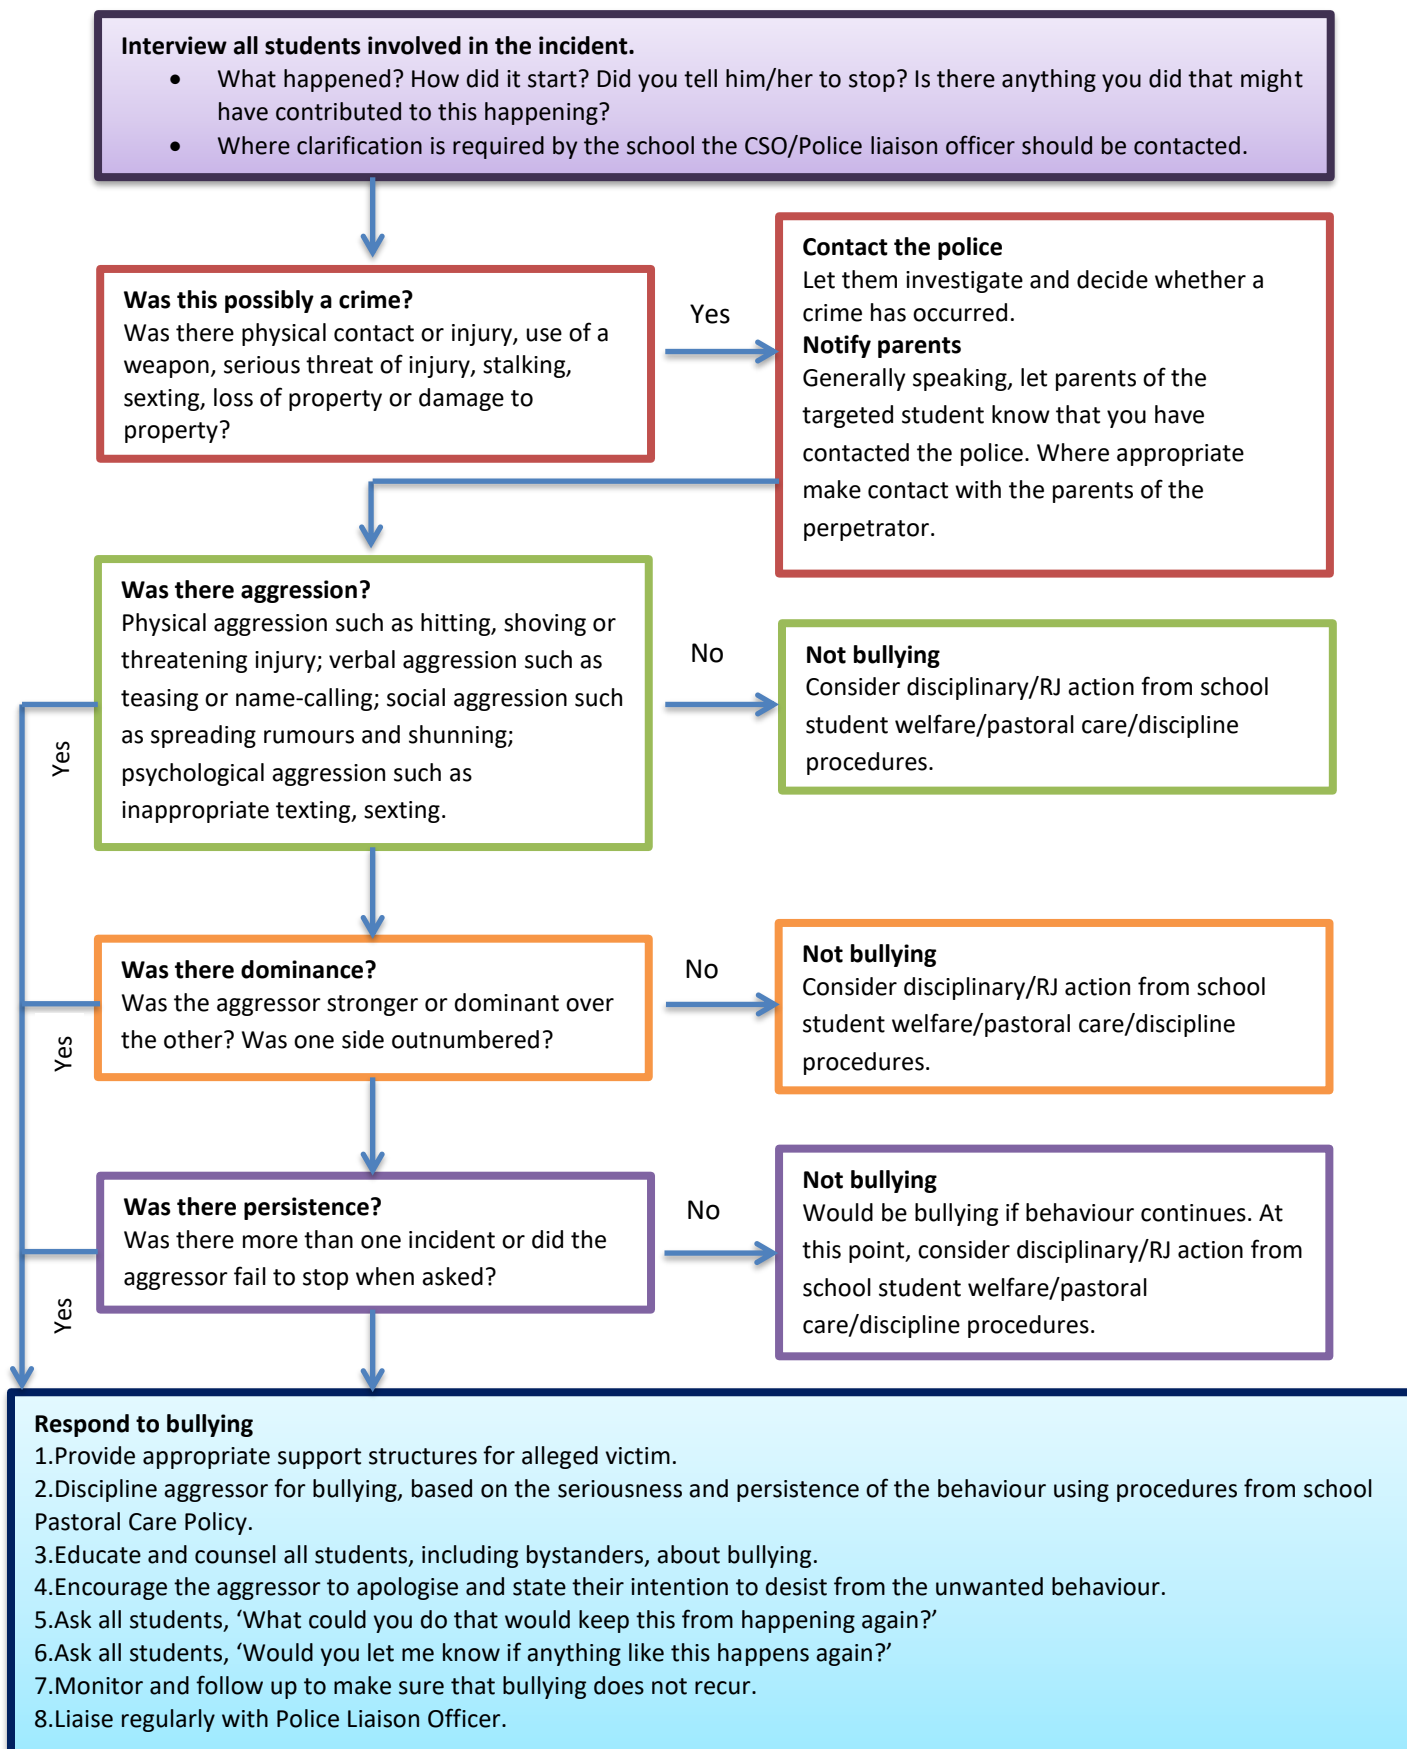 Interview all students involved in the incident.
• What happened? How did it start? Did you tell him/her to stop? Is there anything you did that might
have contributed to this happening?
• Where clarification is required by the school the CSO/Police liaison officer should be contacted.
Was this possibly a crime?
Was there physical contact or injury, use of a
weapon, serious threat of injury, stalking,
sexting, loss of property or damage to
property?
Yes
Contact the police
Let them investigate and decide whether a
crime has occurred.
Notify parents
Generally speaking, let parents of the
targeted student know that you have
contacted the police. Where appropriate
make contact with the parents of the
perpetrator.
Was there aggression?
Physical aggression such as hitting, shoving or
threatening injury; verbal aggression such as
teasing or name-calling; social aggression such
as spreading rumours and shunning;
psychological aggression such as
inappropriate texting, sexting.
No
Not bullying
Consider disciplinary/RJ action from school
student welfare/pastoral care/discipline
procedures.
Yes
Was there dominance?
Was the aggressor stronger or dominant over
the other? Was one side outnumbered?
No
Not bullying
Consider disciplinary/RJ action from school
student welfare/pastoral care/discipline
procedures.
Yes
Was there persistence?
Was there more than one incident or did the
aggressor fail to stop when asked?
No
Not bullying
Would be bullying if behaviour continues. At
this point, consider disciplinary/RJ action from
school student welfare/pastoral
care/discipline procedures.
Yes
Respond to bullying
1.Provide appropriate support structures for alleged victim.
2.Discipline aggressor for bullying, based on the seriousness and persistence of the behaviour using procedures from school
Pastoral Care Policy.
3.Educate and counsel all students, including bystanders, about bullying.
4.Encourage the aggressor to apologise and state their intention to desist from the unwanted behaviour.
5.Ask all students, ‘What could you do that would keep this from happening again?’
6.Ask all students, ‘Would you let me know if anything like this happens again?’
7.Monitor and follow up to make sure that bullying does not recur.
8.Liaise regularly with Police Liaison Officer.